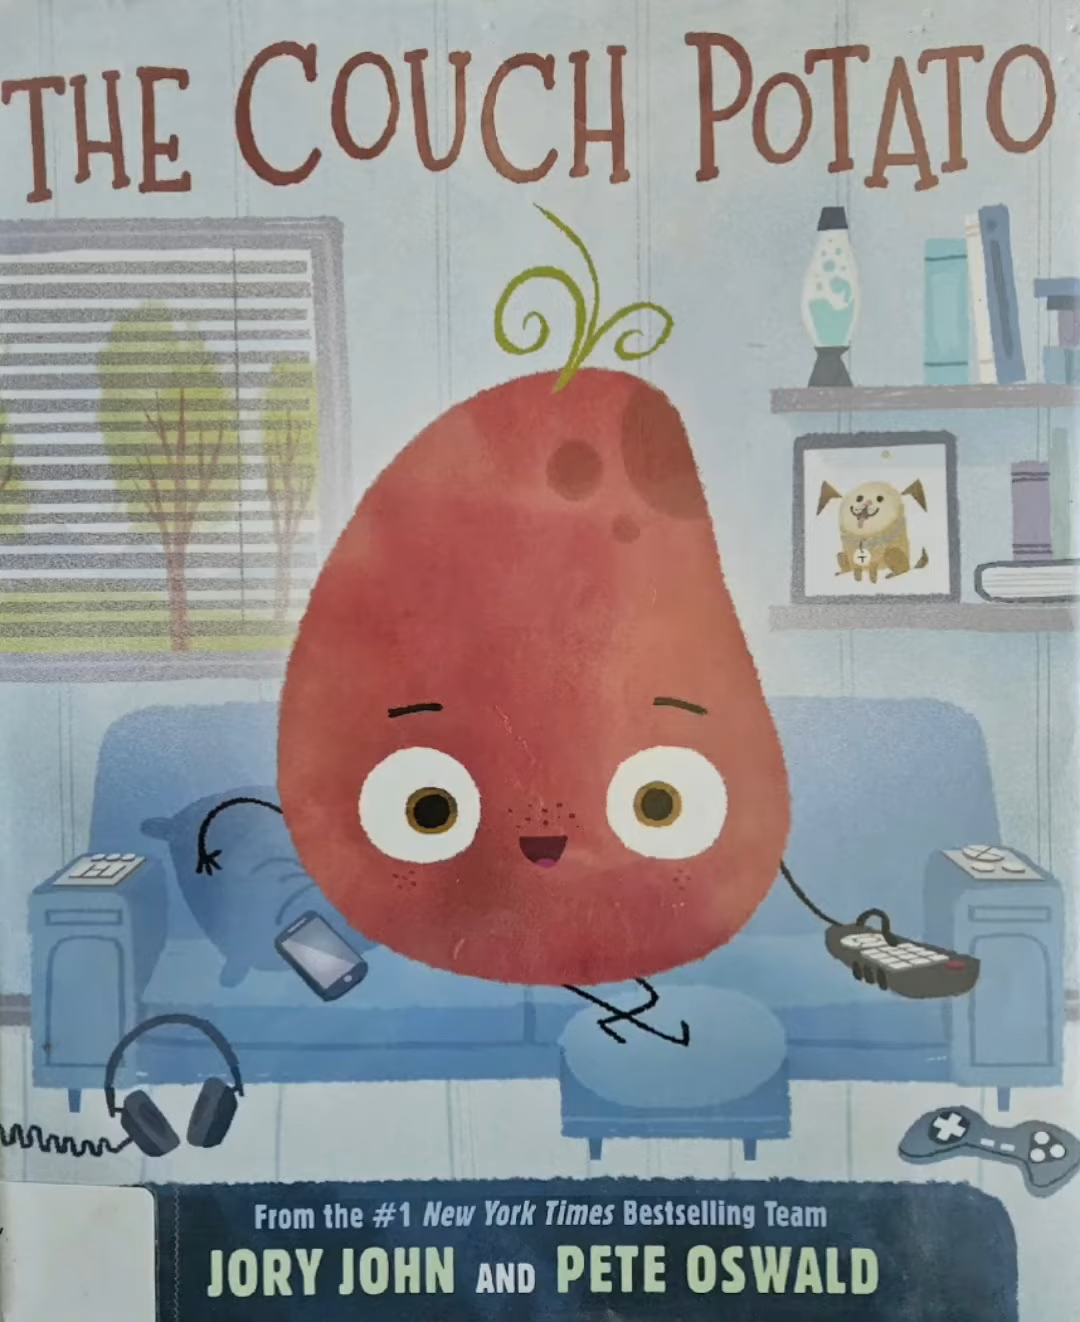 THE COUCH POTATO
T
From the #1 New York Times Bestselling Team
JORY JOHN AND PETE OSWALD